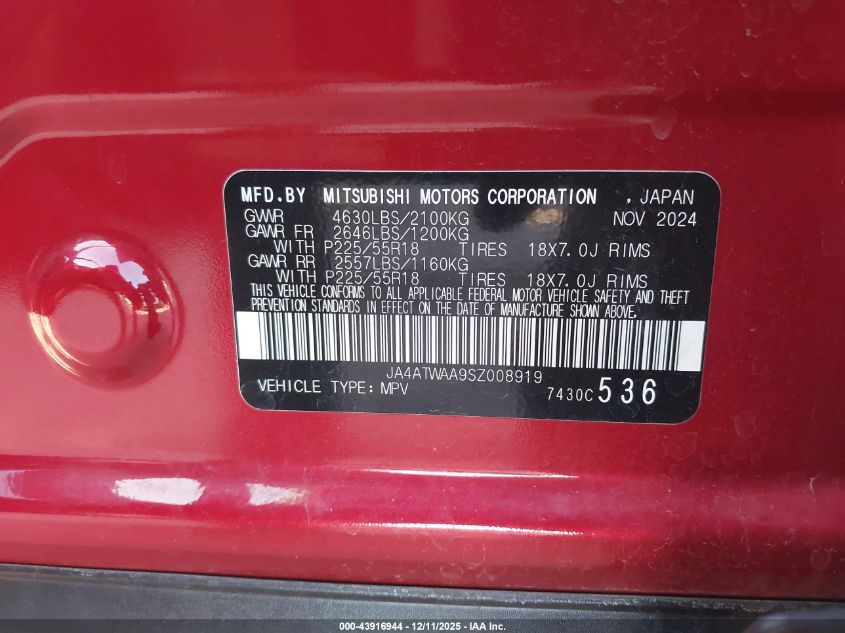 MFD.BY MITSUBISHI MOTORS CORPORATION , JAPAN
GVWR 4630LBS/2100KG NOV 2024
GAWR FR 2646LBS/1200KG
WITH P225/55R18 TIRES 18X7.0J RIMS
GAWR RR 2557LBS/1160KG
WITH P225/55R18 TIRES 18X7.0J RIMS
THIS VEHICLE CONFORMS TO ALL APPLICABLE FEDERAL MOTOR VEHICLE SAFETY AND THEFT
PREVENTION STANDARDS IN EFFECT ON THE DATE OF MANUFACTURE SHOWN ABOVE.
JA4ATWAA9SZ008919
VEHICLE TYPE:MPV 7430C 536
000-43916944 - 12/11/2025 - IAA Inc.